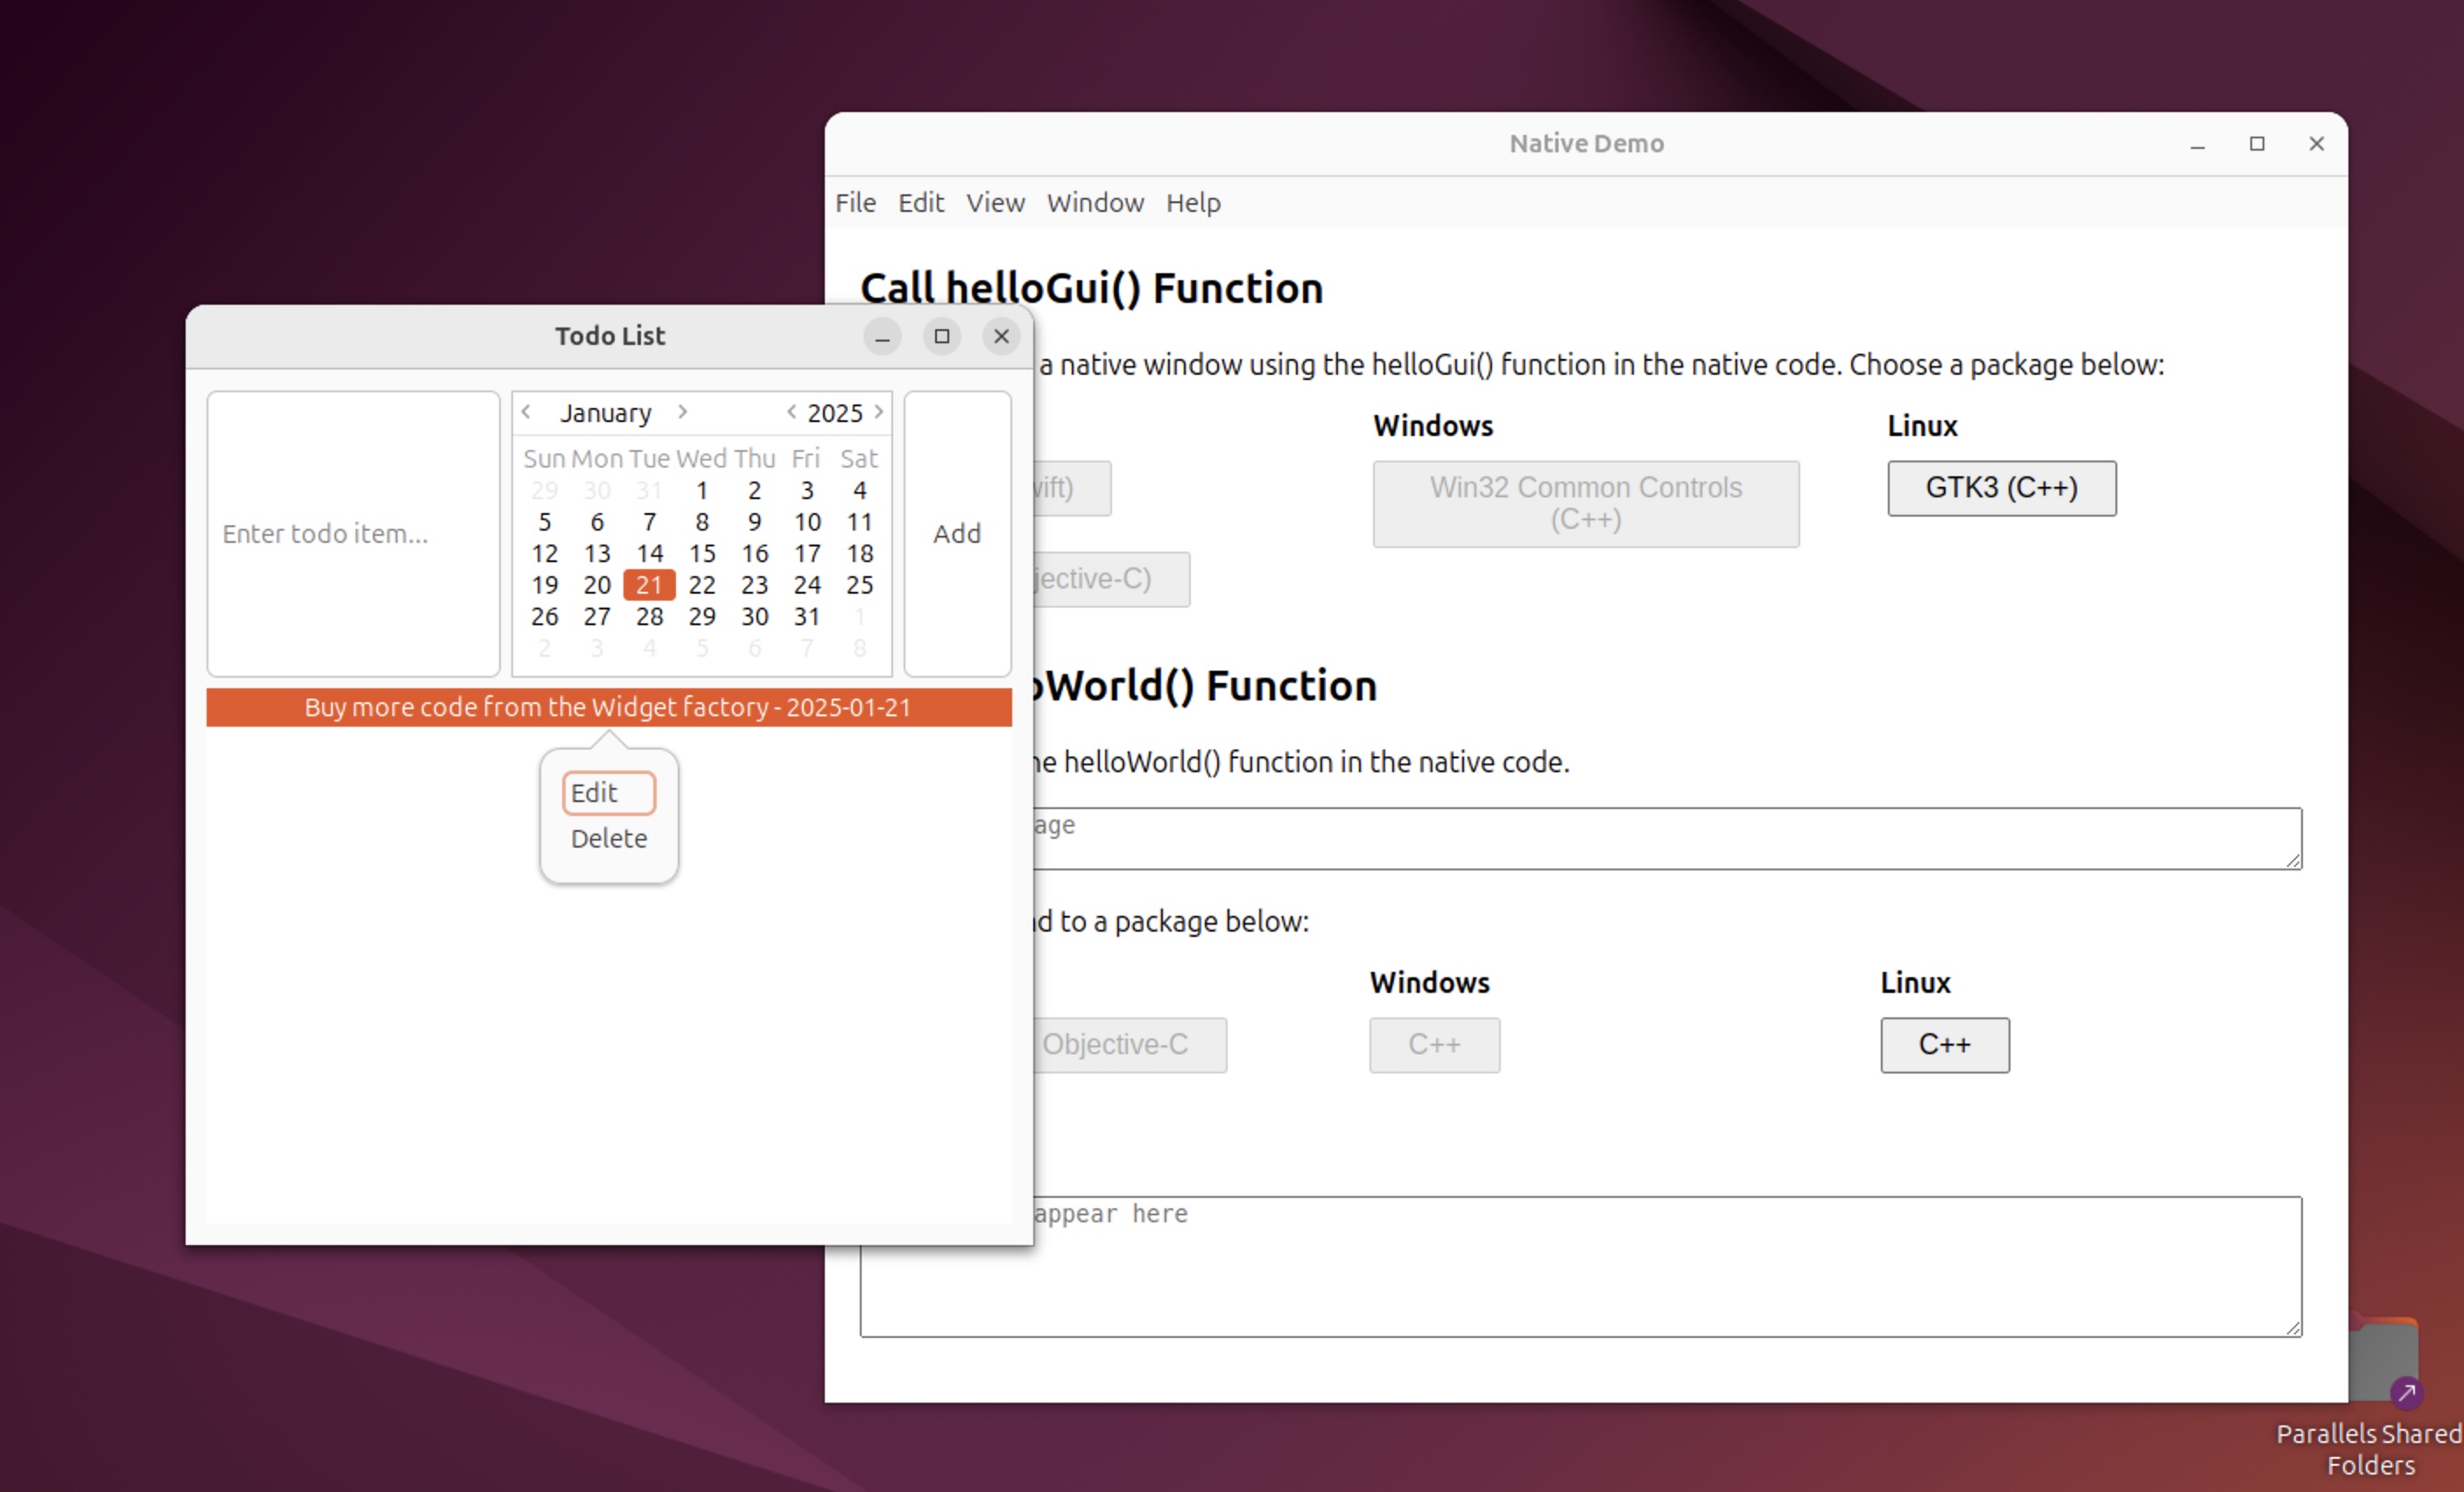 Native Demo
File Edit View Window Help
Call helloGui() Function
a native window using the helloGui() function in the native code. Choose a package below:
Windows
Linux
Win32 Common Controls
(C++)
GTK3 (C++)
World() Function
helloWorld() function in the native code.
to a package below:
Windows
Linux
Objective-C
C++
C++
appear here
Todo List
Enter todo item...
January 2025
Sun Mon Tue Wed Thu Fri Sat
29 30 31 1 2 3 4
5 6 7 8 9 10 11
12 13 14 15 16 17 18
19 20 21 22 23 24 25
26 27 28 29 30 31 1
2 3 4 5 6 7 8
Add
Buy more code from the Widget factory - 2025-01-21
Edit
Delete
Parallels Shared
Folders